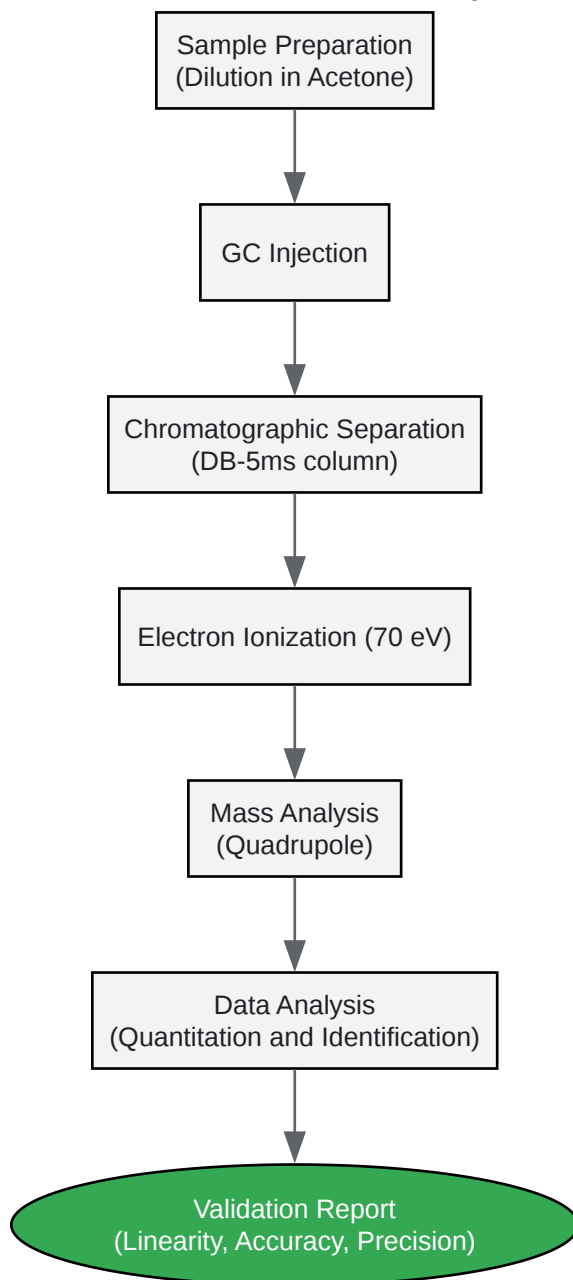 Sample Preparation
(Dilution in Acetone)
GC Injection
Chromatographic Separation
(DB-5ms column)
Electron Ionization (70 eV)
Mass Analysis
(Quadrupole)
Data Analysis
(Quantitation and Identification)
Validation Report
(Linearity, Accuracy, Precision)